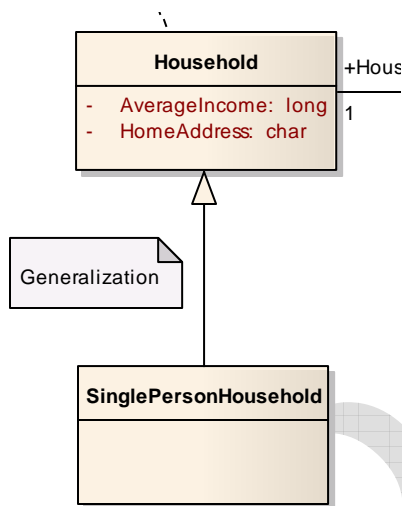 Household
+Hous
- AverageIncome: long
1
- HomeAddress: char
Generalization
SinglePersonHousehold